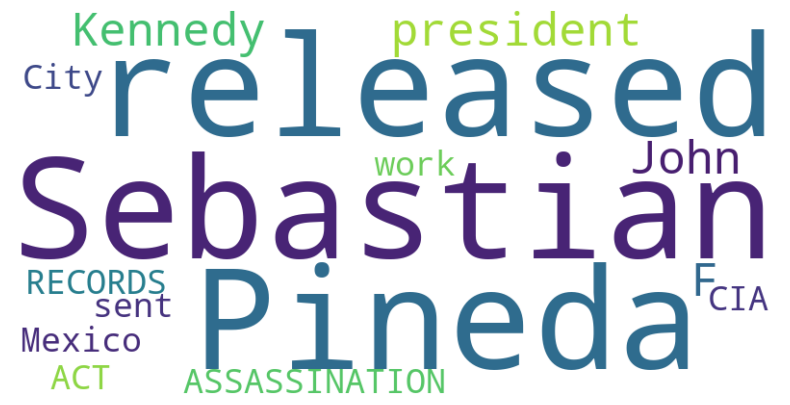 Kennedy president
City released
Sebastian work John
Pineda F
RECORDS CIA
sent
Mexico
ACT ASSASSINATION